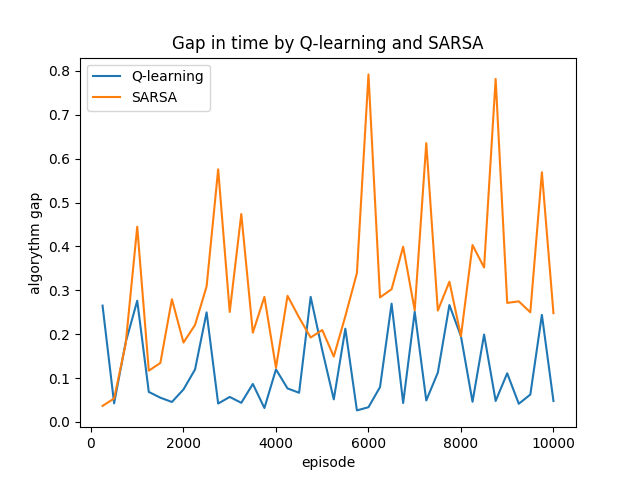 Gap in time by Q-learning and SARSA
Q-learning
SARSA
algorythm gap
0.8
0.7
0.6
0.5
0.4
0.3
0.2
0.1
0.0
0 2000 4000 6000 8000 10000
episode